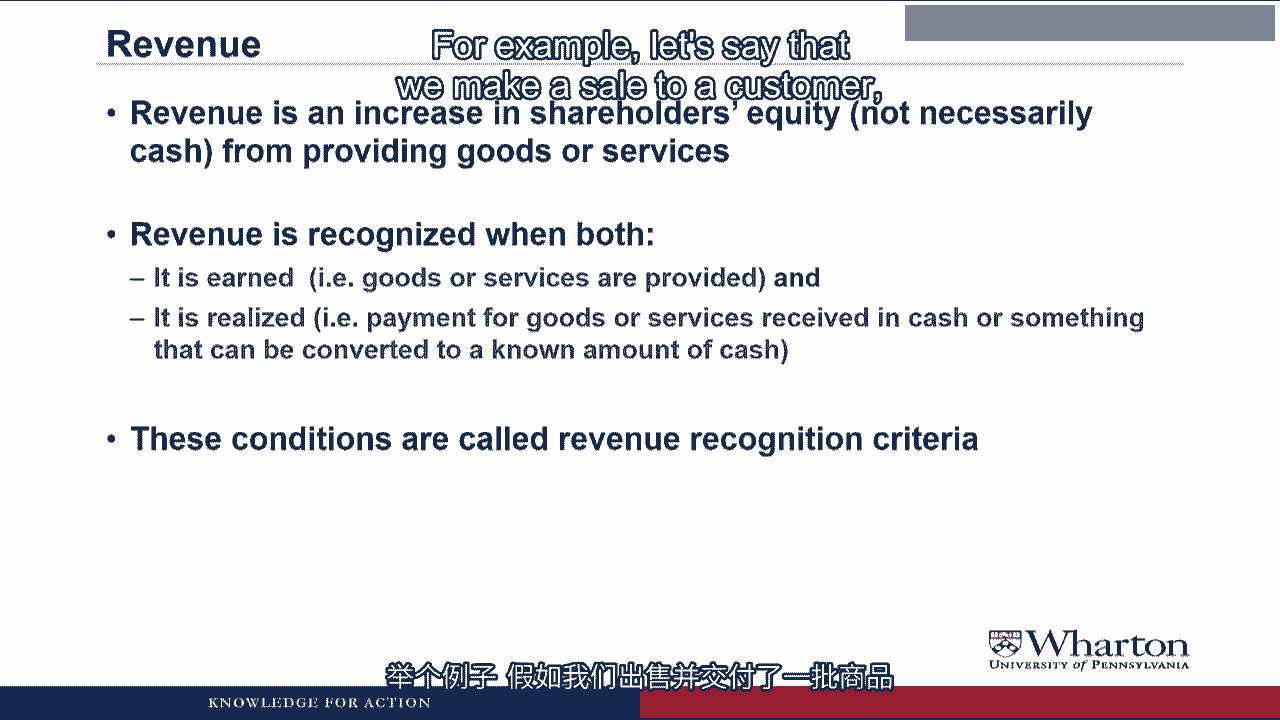 Revenue
For example, let's say that
we make a sale to a customer,
• Revenue is an increase in shareholders' equity (not necessarily
cash) from providing goods or services
• Revenue is recognized when both:
– It is earned (i.e. goods or services are provided) and
– It is realized (i.e. payment for goods or services received in cash or something
that can be converted to a known amount of cash)
• These conditions are called revenue recognition criteria
Wharton
UNIVERSITY of PENNSYLVANIA
举个例子 假如我们出售并交付了一批商品
KNOWLEDGE FOR ACTION